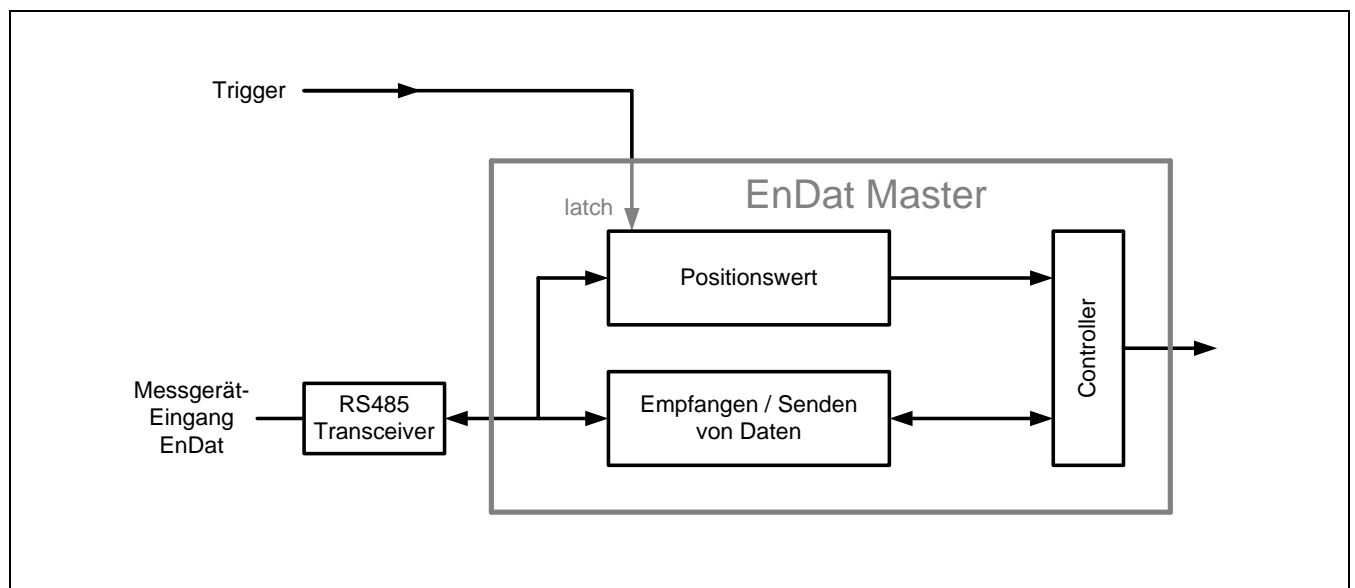 Trigger
EnDat Master
latch
Positionswert
Controller
Messgerät-
Eingang
EnDat
RS485
Transceiver
Empfangen / Senden
von Daten